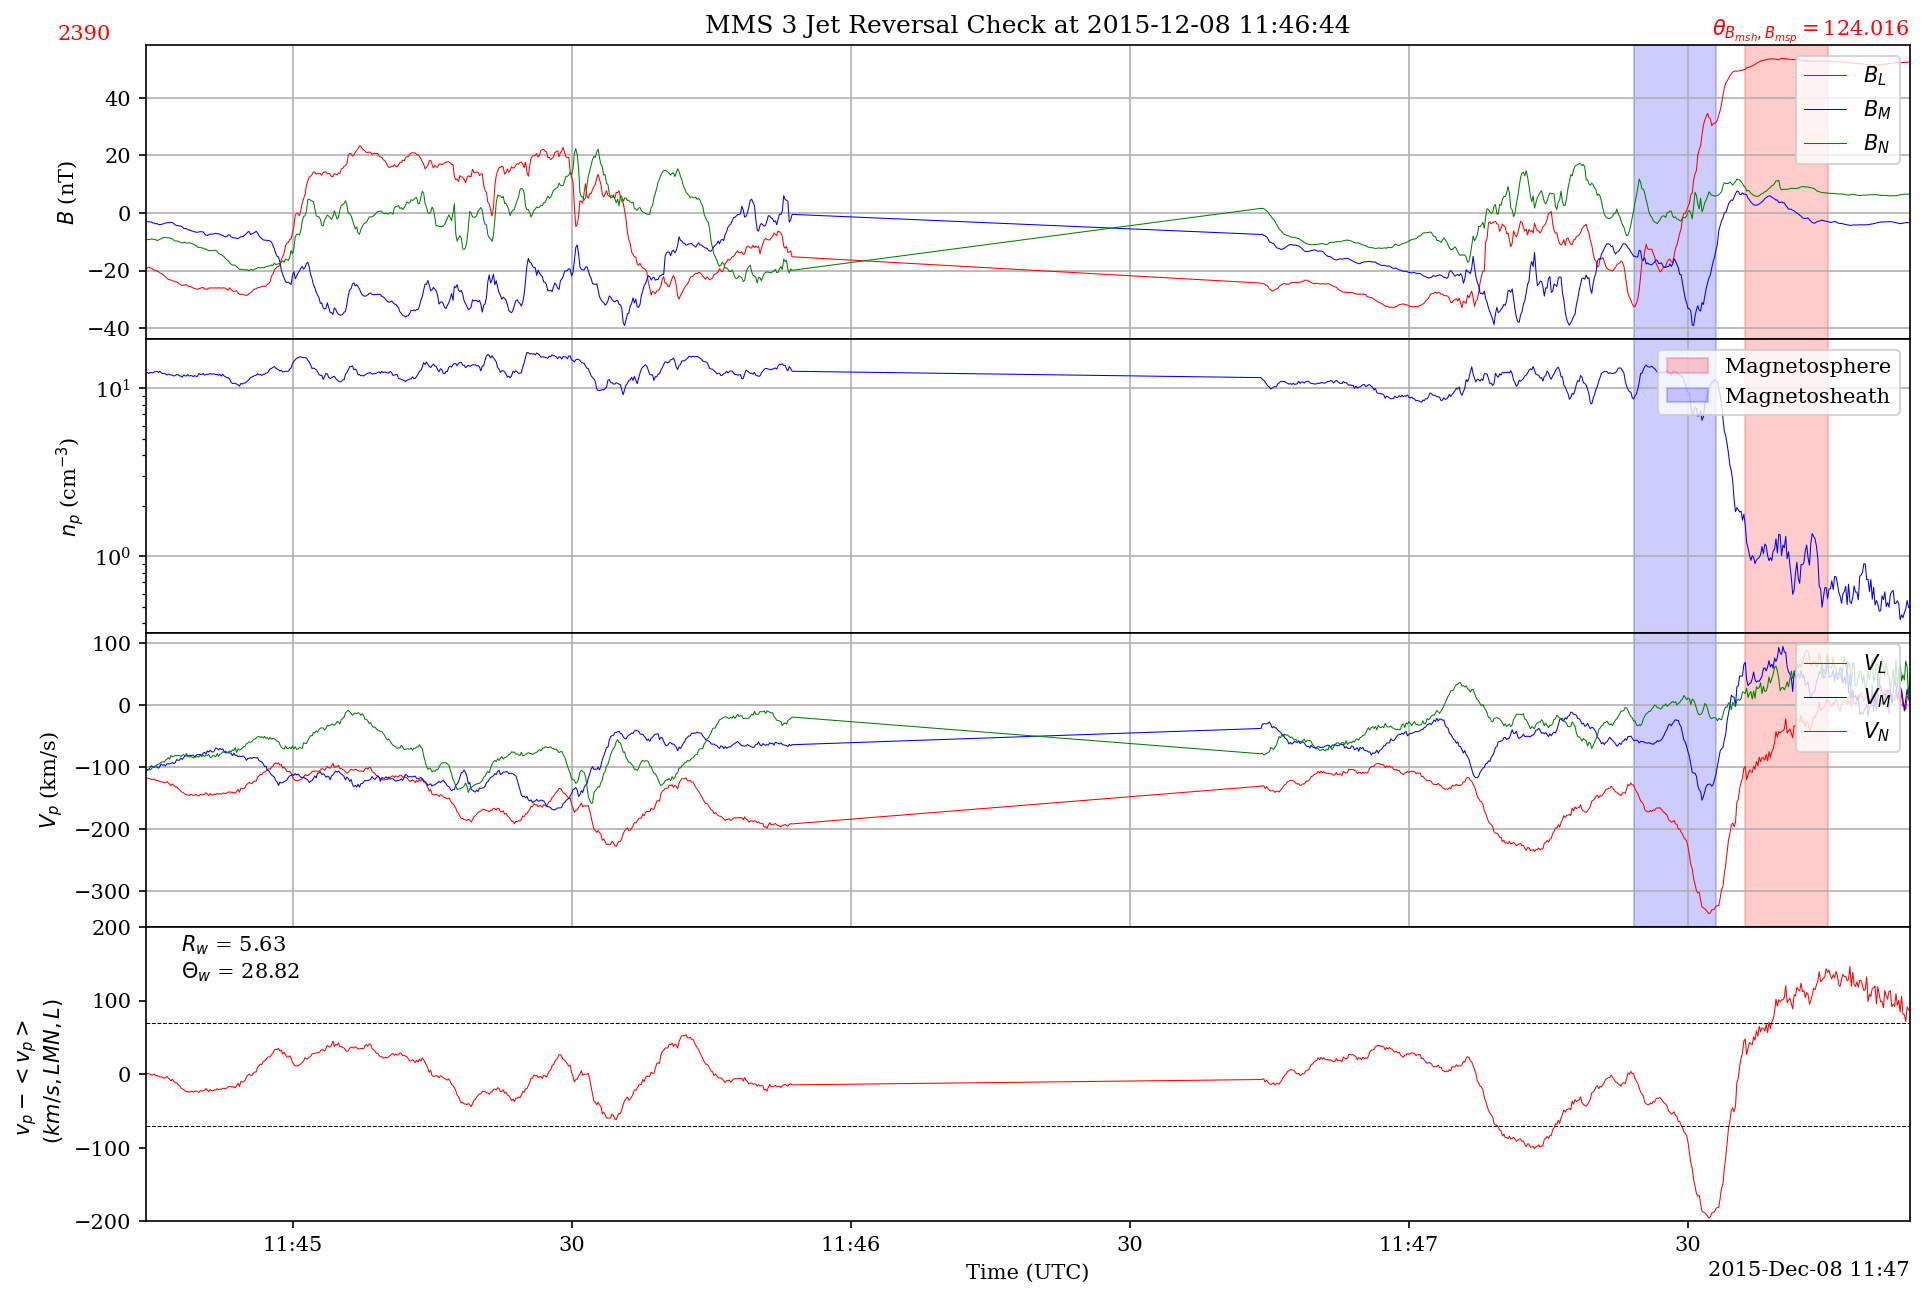 MMS 3 Jet Reversal Check at 2015-12-08 11:46:44
2390
θ_{B_{msh}, B_{msp}} = 124.016
B (nT)
40
20
0
−20
−40
B_L
B_M
B_N
n_p (cm^{−3})
10^1
10^0
Magnetosphere
Magnetosheath
V_p (km/s)
100
0
−100
−200
−300
V_L
V_M
V_N
v_p − < v_p >
(km/s, LMN, L)
200
100
0
−100
−200
R_w = 5.63
Θ_w = 28.82
11:45
30
11:46
30
11:47
30
Time (UTC)
2015-Dec-08 11:47